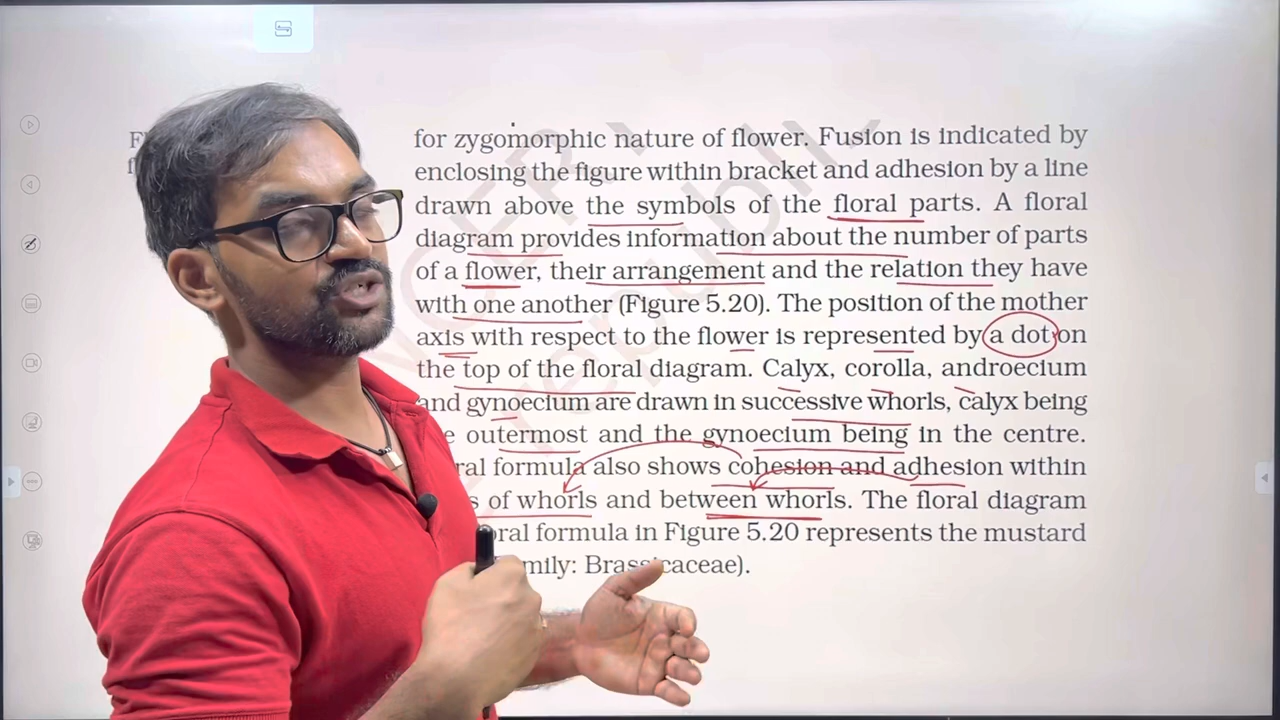 for zygomorphic nature of flower. Fusion is indicated by
enclosing the figure within bracket and adhesion by a line
drawn above the symbols of the floral parts. A floral
diagram provides information about the number of parts
of a flower, their arrangement and the relation they have
with one another (Figure 5.20). The position of the mother
axis with respect to the flower is represented by a dot on
the top of the floral diagram. Calyx, corolla, androecium
and gynoecium are drawn in successive whorls, calyx being
outermost and the gynoecium being in the centre.
formula also shows cohesion and adhesion within
of whorls and between whorls. The floral diagram
formula in Figure 5.20 represents the mustard
Brassicaceae).